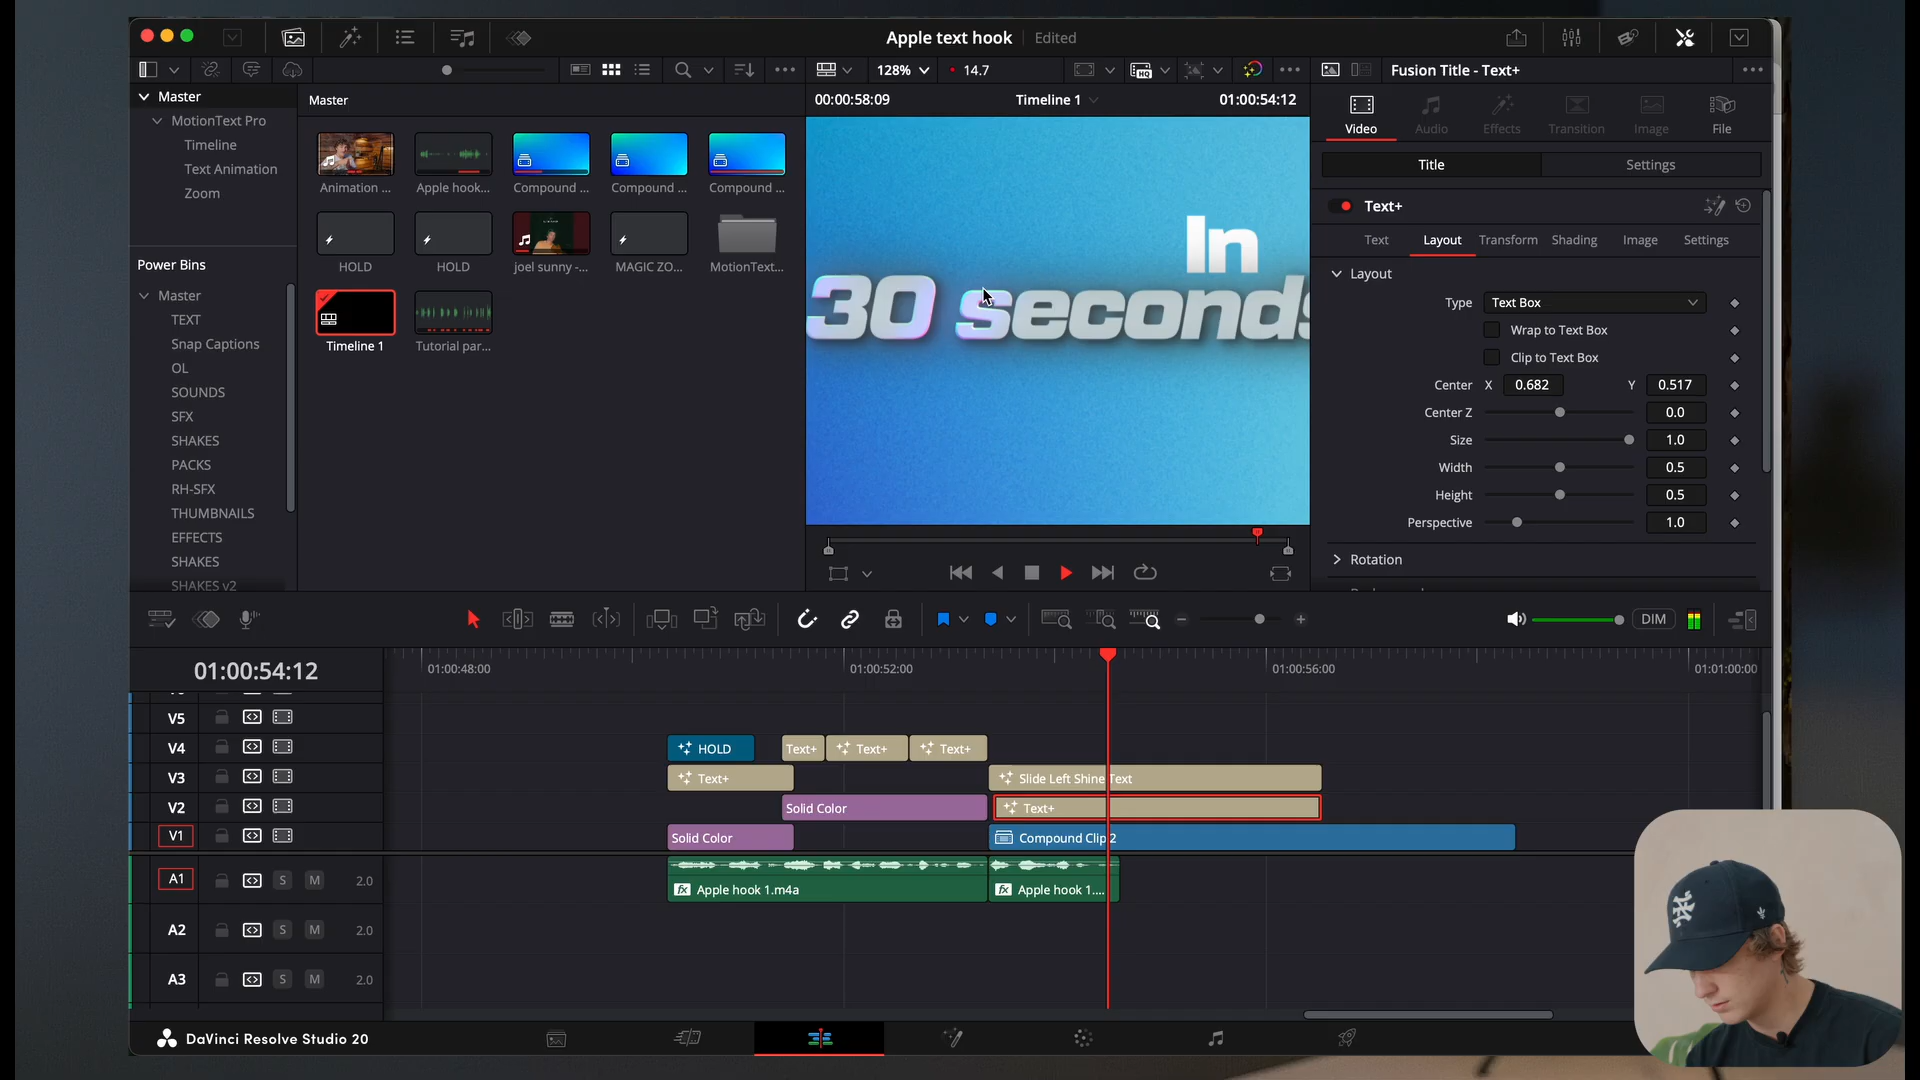 Apple text hook Edited
128% 14.7 Fusion Title - Text+
Master Master 00:00:58:09 Timeline 1 01:00:54:12
MotionText Pro
Timeline
Text Animation
Zoom
Power Bins
Master
TEXT
Snap Captions
OL
SOUNDS
SFX
SHAKES
PACKS
RH-SFX
THUMBNAILS
EFFECTS
SHAKES
SHAKES v2
Animation ... Apple hook... Compound ... Compound ... Compound ...
HOLD HOLD joel sunny -... MAGIC ZO... MotionText...
Timeline 1 Tutorial par...
In
30 seconds
Video Audio Effects Transition Image File
Title Settings
Text+
Text Layout Transform Shading Image Settings
Layout
Type Text Box
Wrap to Text Box
Clip to Text Box
Center X 0.682 Y 0.517
Center Z 0.0
Size 1.0
Width 0.5
Height 0.5
Perspective 1.0
Rotation
DIM
01:00:54:12 01:00:48:00 01:00:52:00 01:00:56:00 01:01:00:00
V5
V4 HOLD Text+ Text+ Text+
V3 Text+ Slide Left Shine Text
V2 Solid Color Text+
V1 Solid Color Compound Clip 2
A1 S M 2.0 Apple hook 1.m4a Apple hook 1....
A2 S M 2.0
A3 S M 2.0
DaVinci Resolve Studio 20